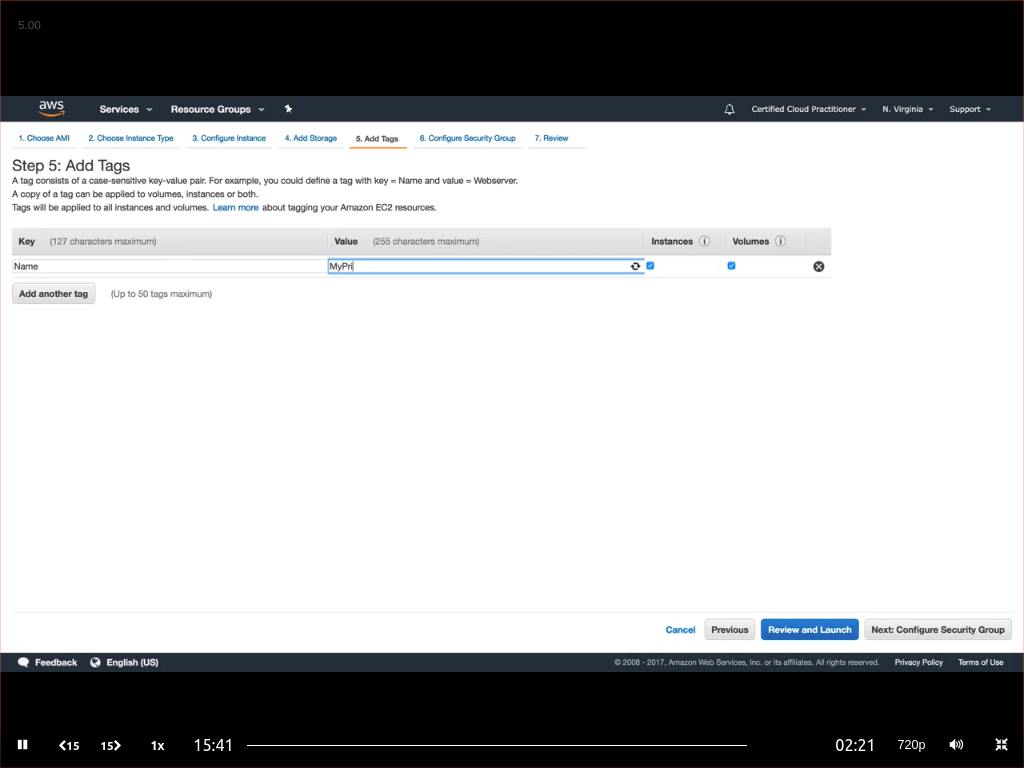 5.00
aws Services Resource Groups Certified Cloud Practitioner N. Virginia Support
1. Choose AMI 2. Choose Instance Type 3. Configure Instance 4. Add Storage 5. Add Tags 6. Configure Security Group 7. Review
Step 5: Add Tags
A tag consists of a case-sensitive key-value pair. For example, you could define a tag with key = Name and value = Webserver.
A copy of a tag can be applied to volumes, instances or both.
Tags will be applied to all instances and volumes. Learn more about tagging your Amazon EC2 resources.
Key (127 characters maximum) Value (255 characters maximum) Instances i Volumes i
Name MyPri
Add another tag (Up to 50 tags maximum)
Cancel Previous Review and Launch Next: Configure Security Group
Feedback English (US) © 2008 - 2017, Amazon Web Services, Inc. or its affiliates. All rights reserved. Privacy Policy Terms of Use
15 15 1x 15:41 02:21 720p